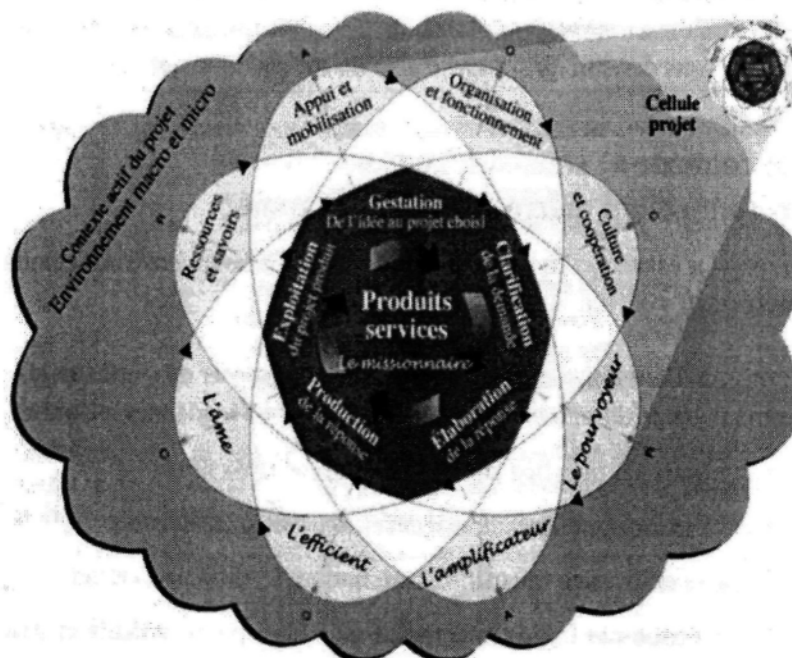 Contexte actif du projet
Environnement macro et micro
Appui et
mobilisation
Organisation
et fonctionnement
Cellule
projet
Ressources
et savoirs
Culture
et coopération
Gestation
De l'idée au projet choisi
Exploitation
du projet produit
Clarification
de la demande
Produits
services
Le missionnaire
Production
de la réponse
Élaboration
de la réponse
L'âme
Le pourvoyeur
L'efficient
L'amplificateur